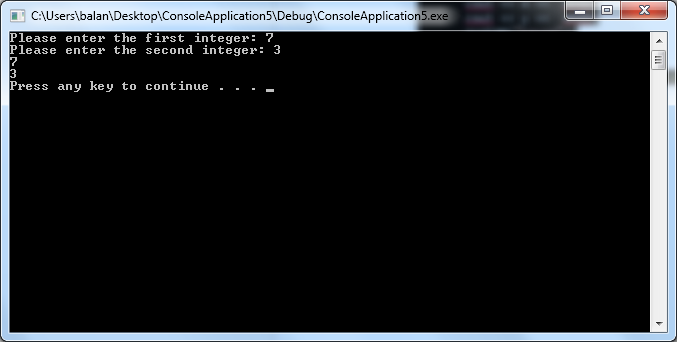 C:\Users\balan\Desktop\ConsoleApplication5\Debug\ConsoleApplication5.exe
Please enter the first integer: 7
Please enter the second integer: 3
7
3
Press any key to continue . . . _